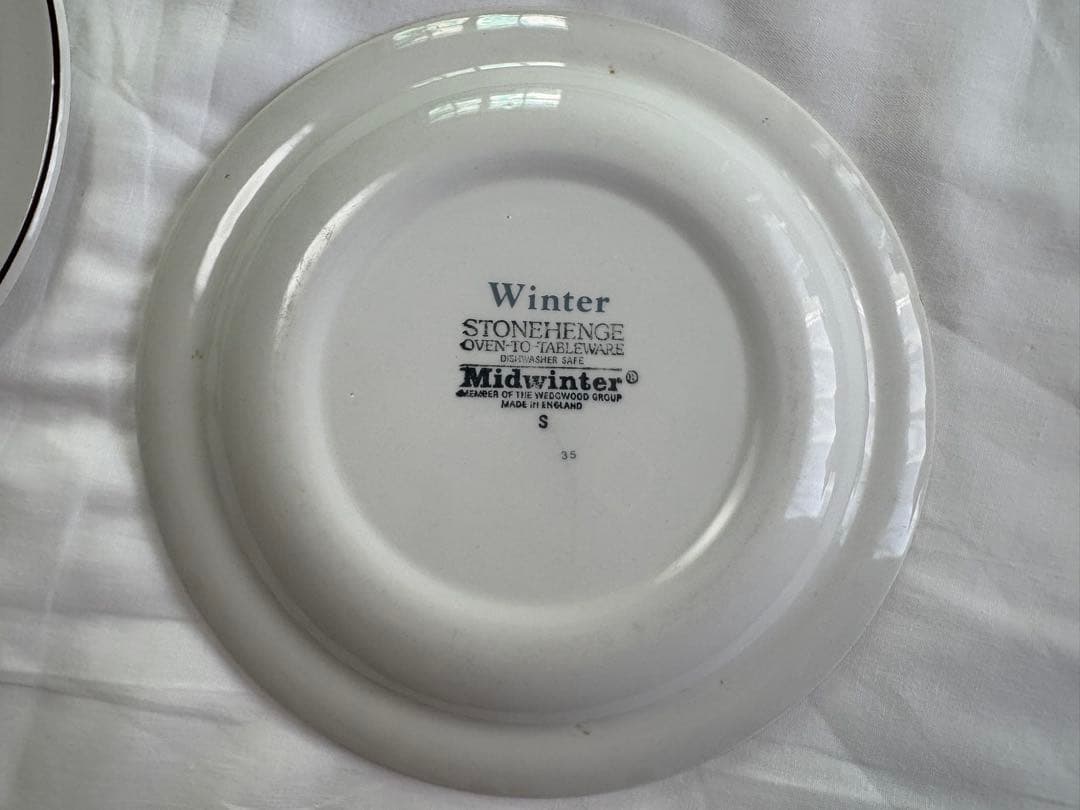 Winter
STONEHENGE
OVEN-TO-TABLEWARE
DISHWASHER SAFE
Midwinter®
MEMBER OF THE WEDGWOOD GROUP
MADE IN ENGLAND
S
35